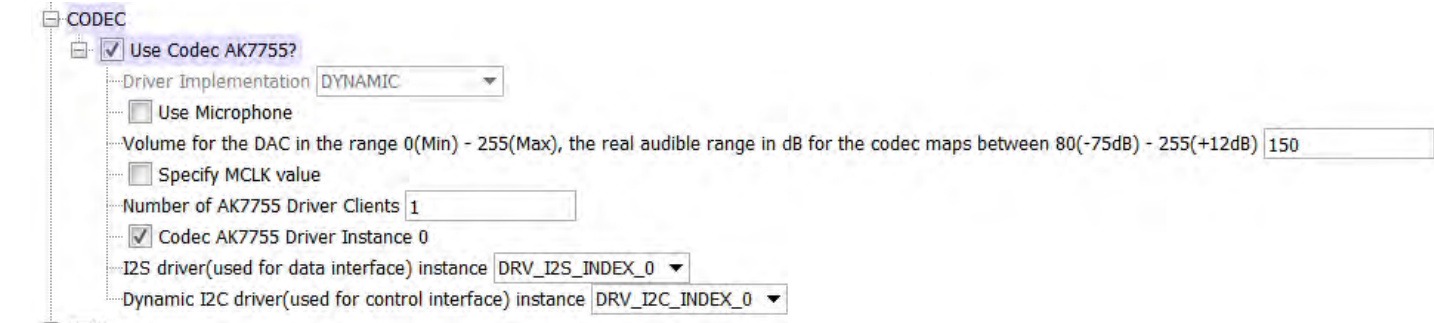 CODEC
Use Codec AK7755?
Driver Implementation DYNAMIC
Use Microphone
Volume for the DAC in the range 0(Min) - 255(Max), the real audible range in dB for the codec maps between 80(-75dB) - 255(+12dB) 150
Specify MCLK value
Number of AK7755 Driver Clients 1
Codec AK7755 Driver Instance 0
I2S driver(used for data interface) instance DRV_I2S_INDEX_0
Dynamic I2C driver(used for control interface) instance DRV_I2C_INDEX_0